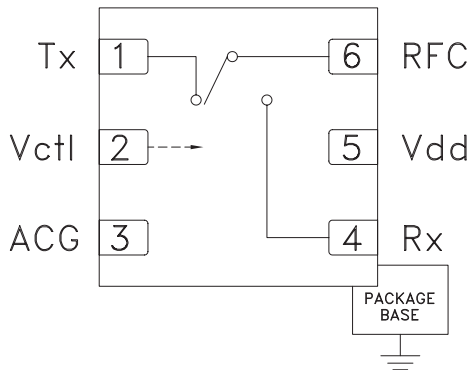 Tx 1 6 RFC
Vctl 2 5 Vdd
ACG 3 4 Rx
PACKAGE
BASE